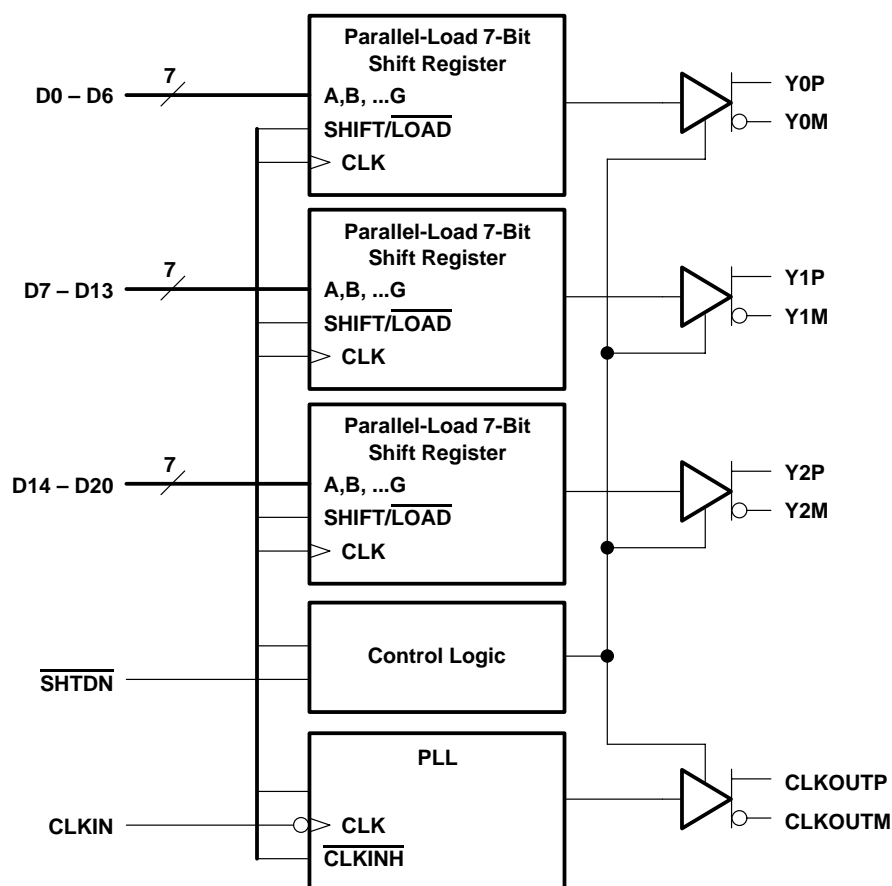 Parallel-Load 7-Bit
Shift Register
7
D0 – D6
A,B, ...G
SHIFT/LOAD
CLK
Y0P
Y0M
Parallel-Load 7-Bit
Shift Register
7
D7 – D13
A,B, ...G
SHIFT/LOAD
CLK
Y1P
Y1M
Parallel-Load 7-Bit
Shift Register
7
D14 – D20
A,B, ...G
SHIFT/LOAD
CLK
Y2P
Y2M
Control Logic
SHTDN
PLL
CLKIN
CLK
CLKINH
CLKOUTP
CLKOUTM